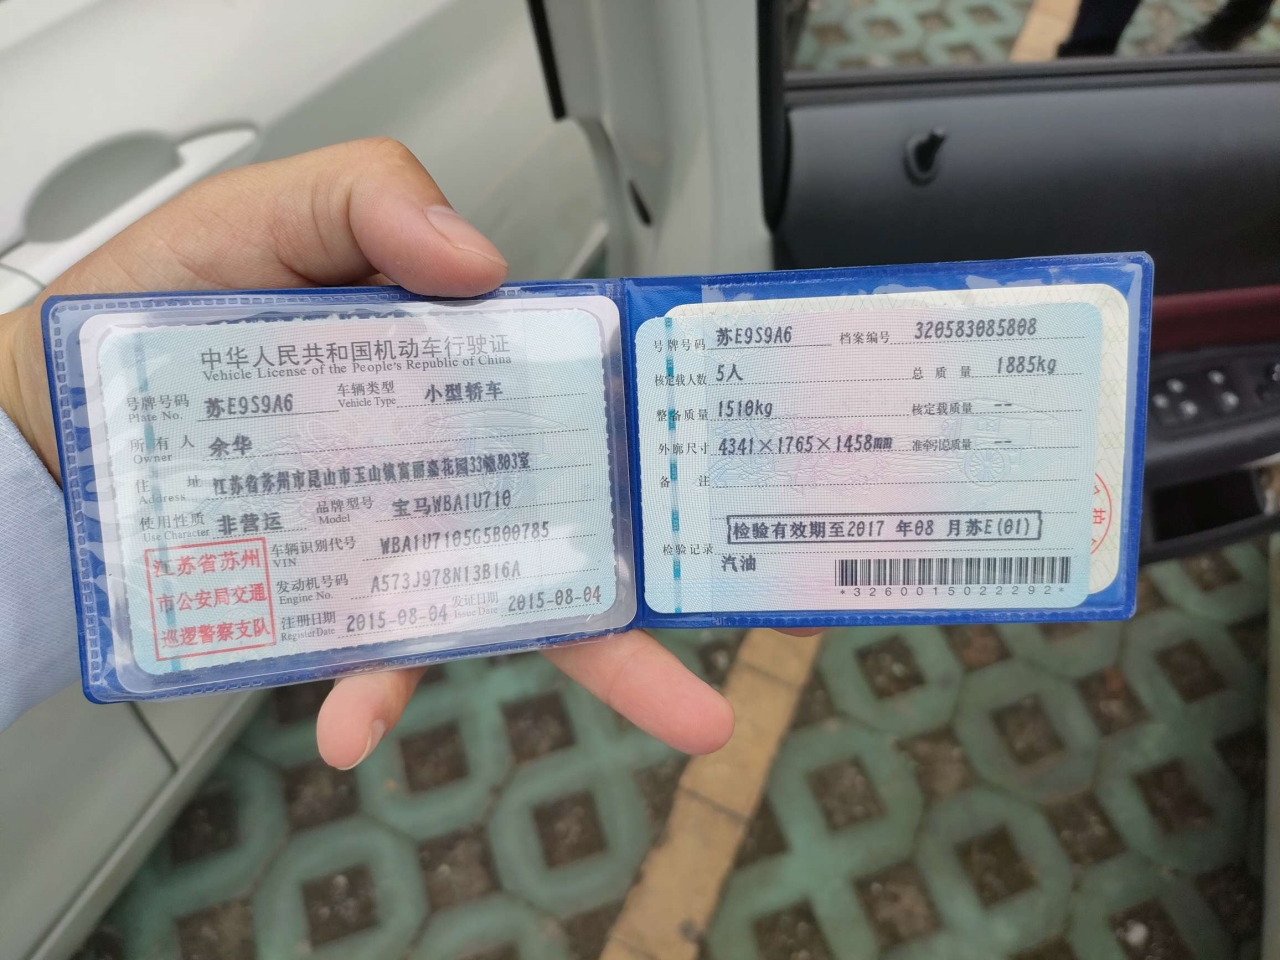 中华人民共和国机动车行驶证
Vehicle License of the People's Republic of China
号牌号码 苏E9S9A6 车辆类型 小型轿车
Plate No. Vehicle Type
所有人 余华
Owner
住址 江苏省苏州市昆山市玉山镇富丽豪花园33幢803室
Address
使用性质 非营运 品牌型号 宝马WBA1U710
Use Character Model
江苏省苏州
市公安局交通
巡逻警察支队
车辆识别代号 WBA1U7105G5B00785
VIN
发动机号码 A573J978N13B16A
Engine No.
注册日期 2015-08-04 发证日期 2015-08-04
Register Date Issue Date
号牌号码 苏E9S9A6 档案编号 320583085808
核定载人数 5人 总质量 1885kg
整备质量 1510kg 核定载质量 --
外廓尺寸 4341×1765×1458mm 准牵引总质量 --
备注
检验有效期至2017 年08 月苏E(01)
检验记录
汽油
*3260015022292*